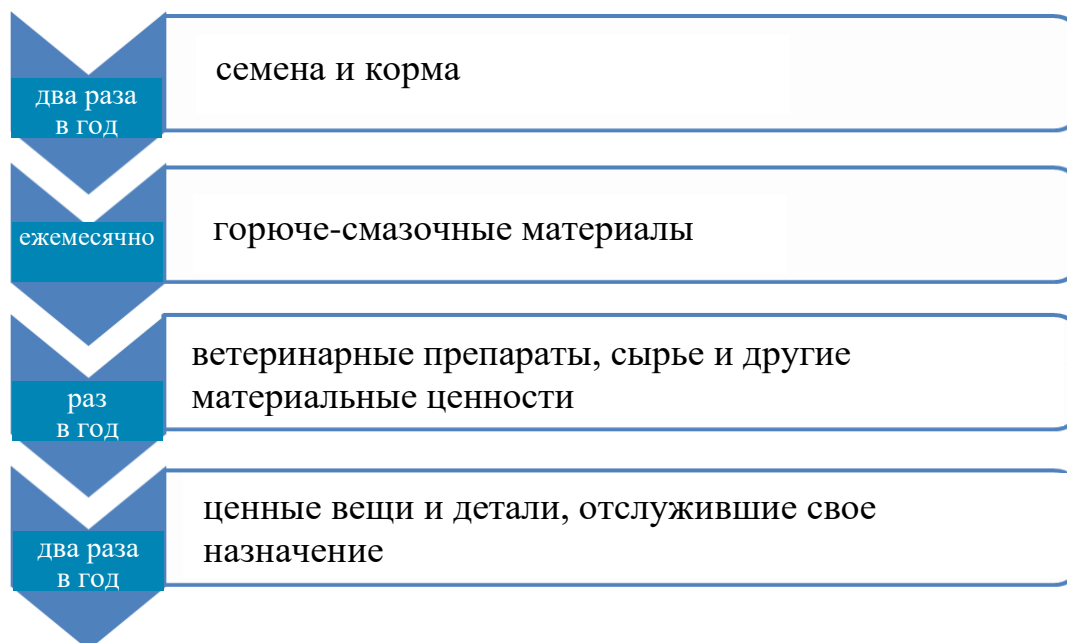 два раза
в год
семена и корма
ежемесячно
горюче-смазочные материалы
раз
в год
ветеринарные препараты, сырье и другие
материальные ценности
два раза
в год
ценные вещи и детали, отслужившие свое
назначение